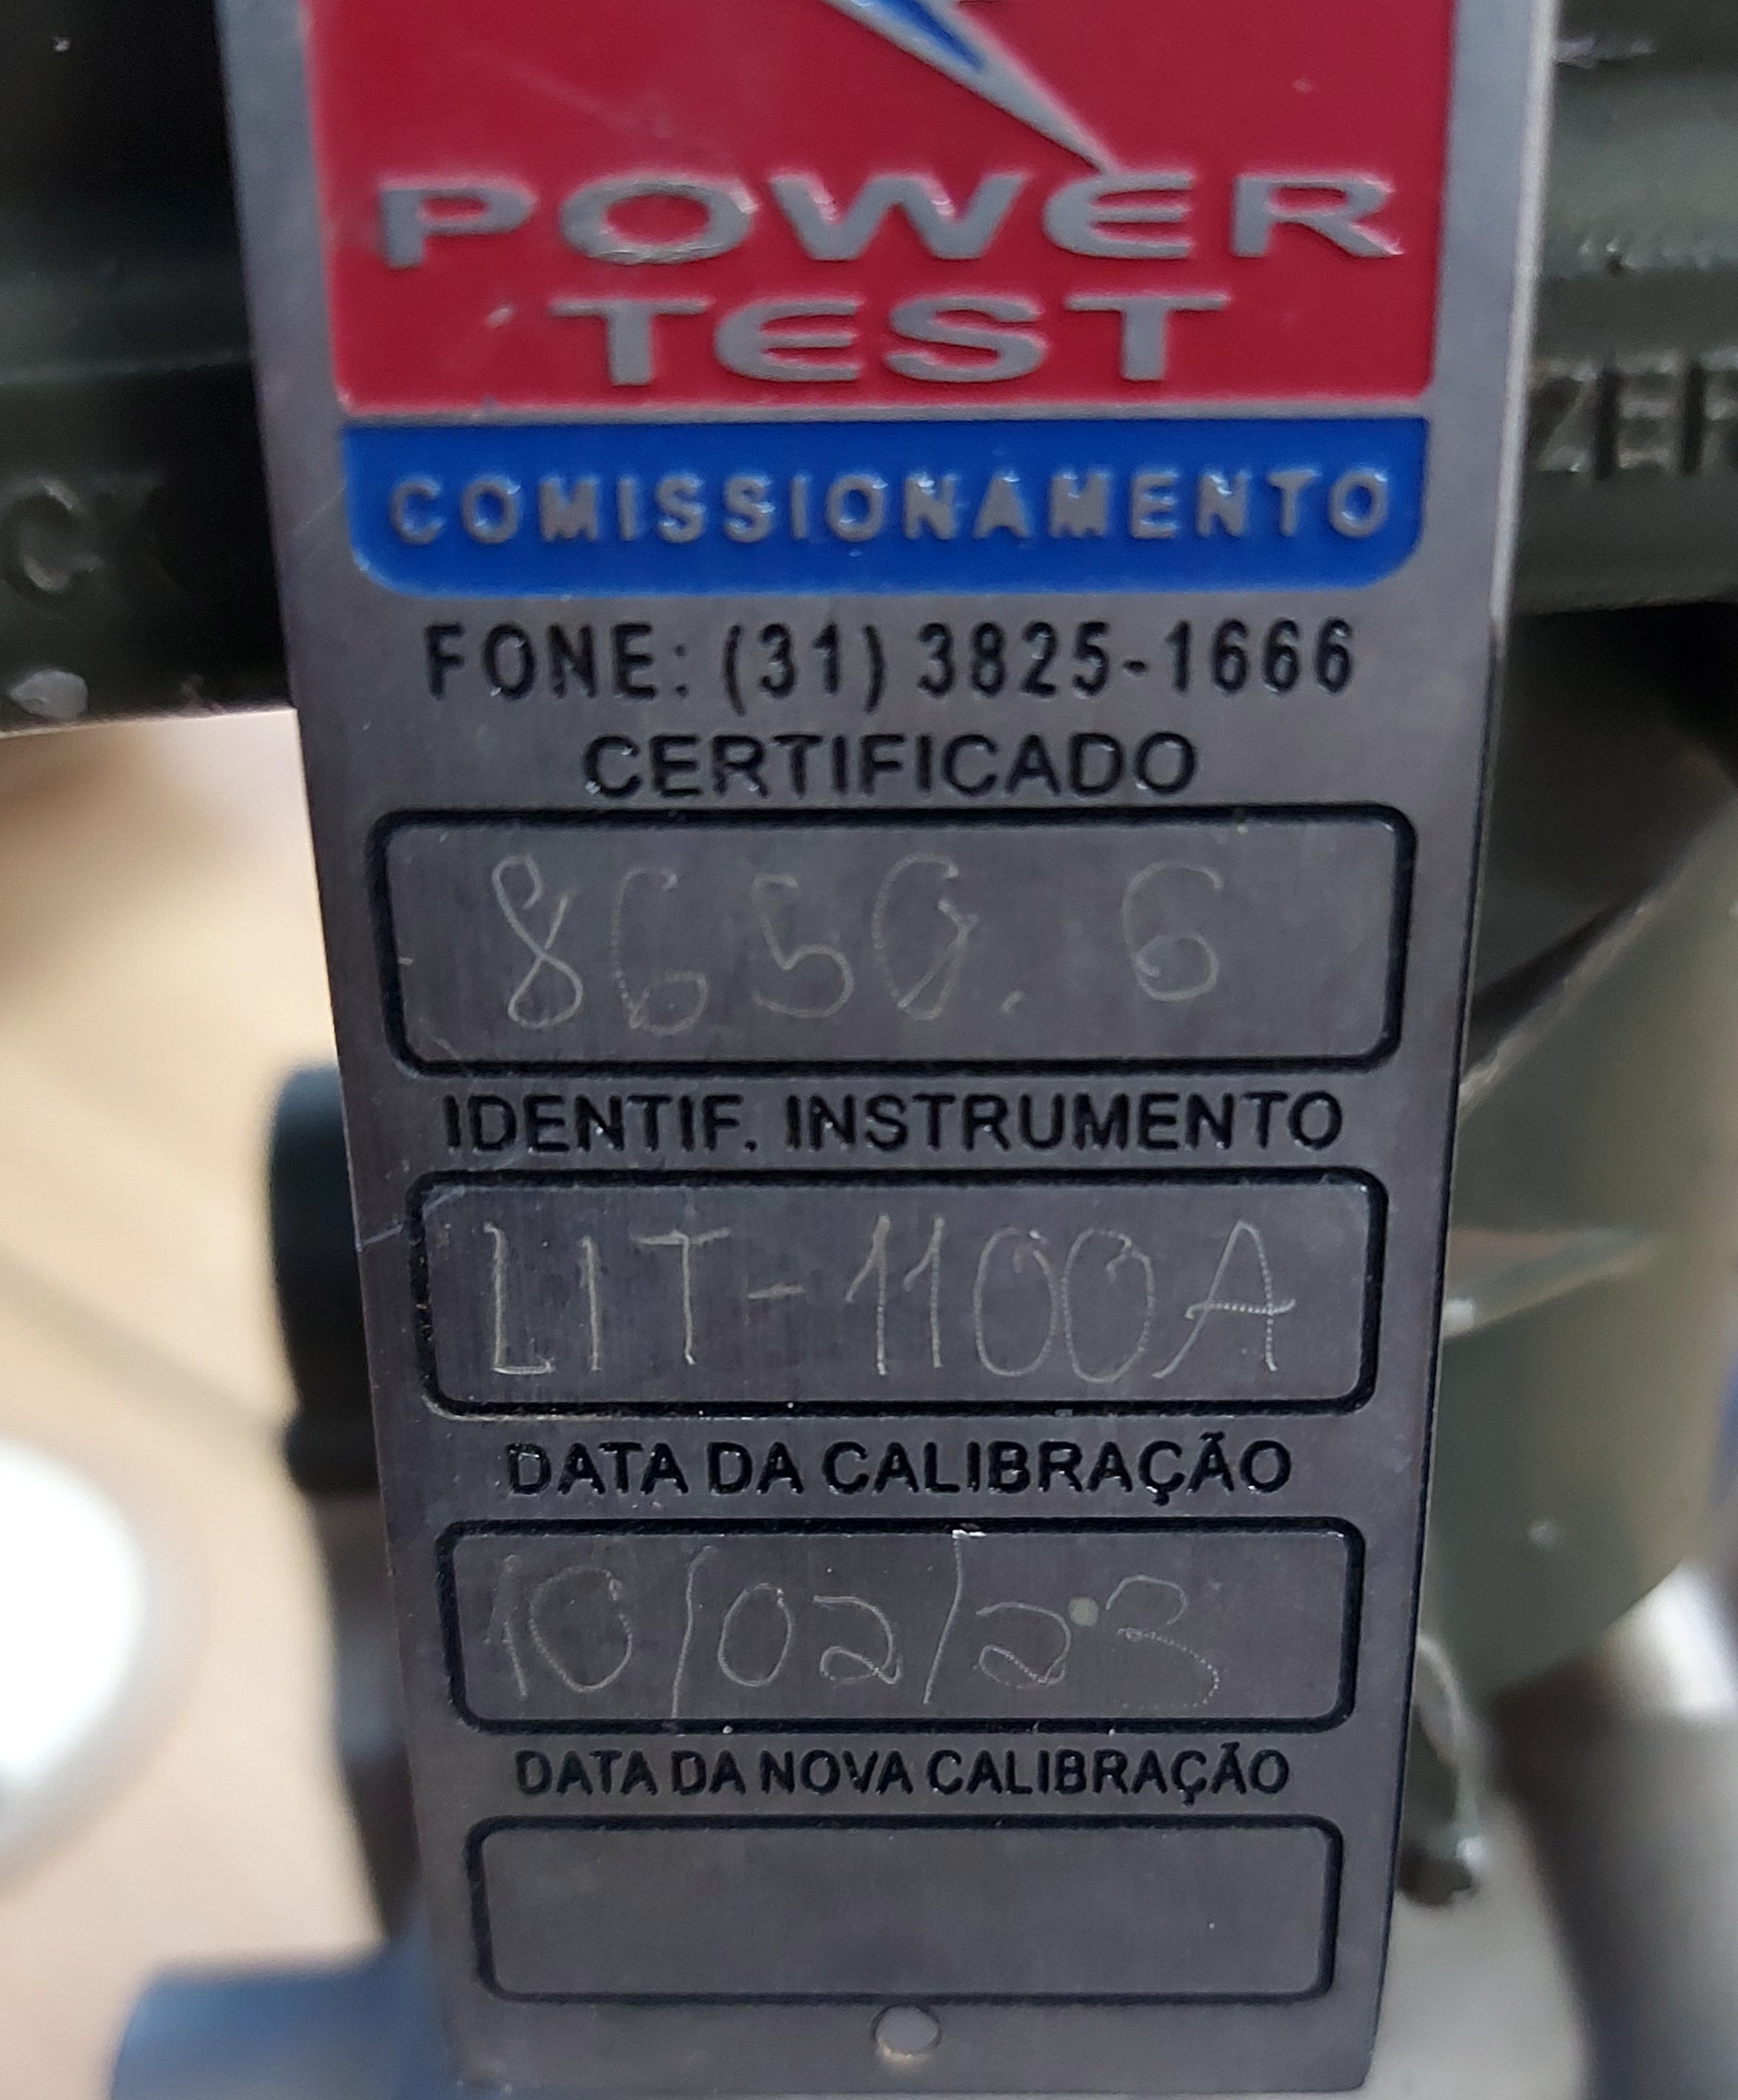 POWER
TEST
COMISSIONAMENTO
FONE: (31) 3825-1666
CERTIFICADO
8650. 6
IDENTIF. INSTRUMENTO
LIT-1100A
DATA DA CALIBRAÇÃO
10/02/23
DATA DA NOVA CALIBRAÇÃO